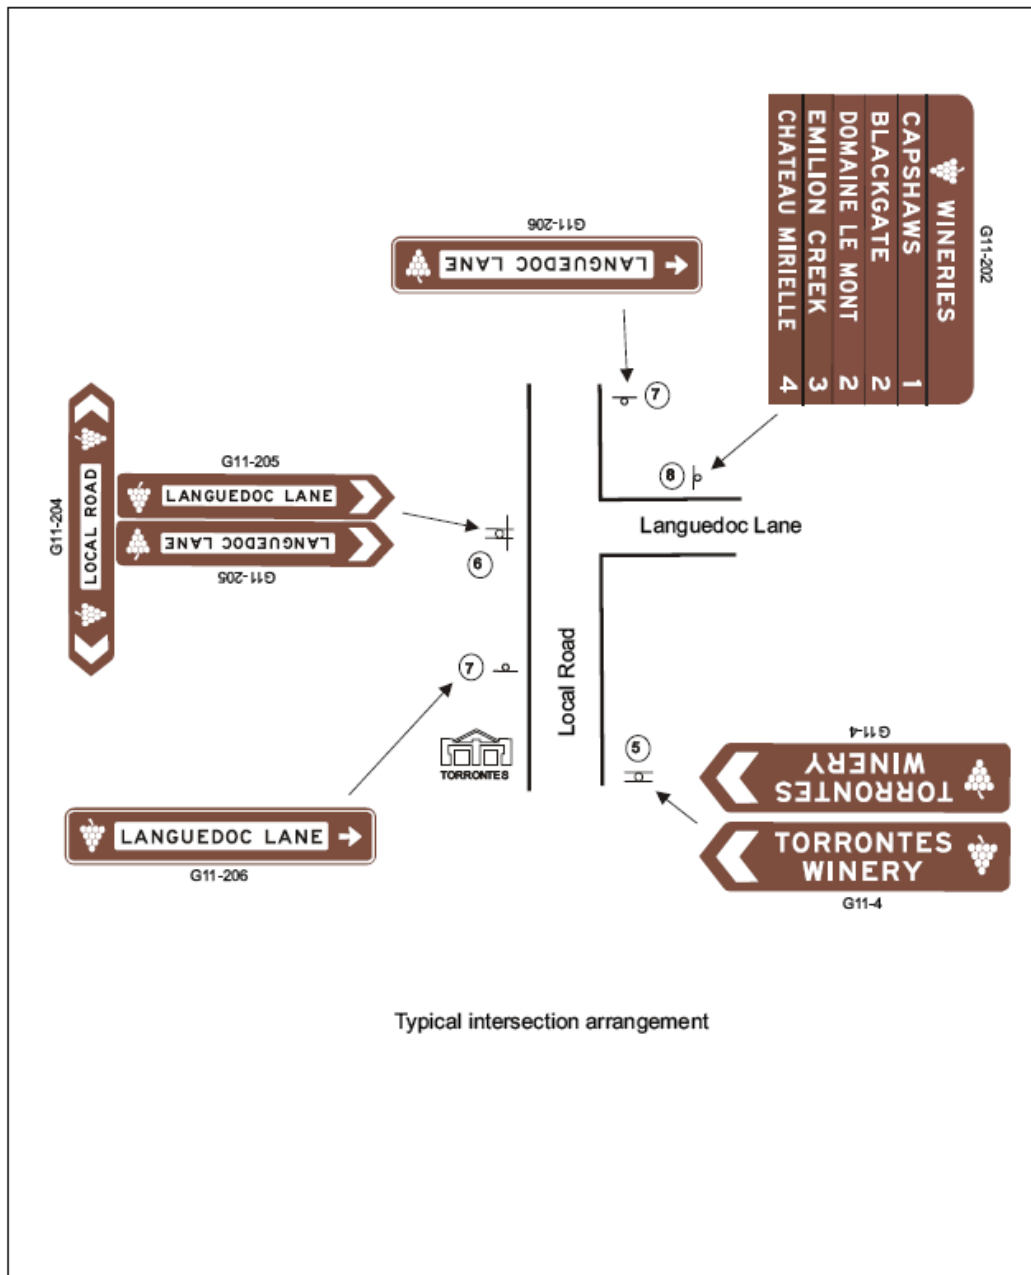 G11-202
WINERIES
CAPSHAWS 1
BLACKGATE 2
DOMAINE LE MONT 2
EMILION CREEK 3
CHATEAU MIRIELLE 4
G11-206
LANGUEDOC LANE
7
8
G11-204
LOCAL ROAD
G11-205
LANGUEDOC LANE
LANGUEDOC LANE
G11-205
6
Languedoc Lane
Local Road
7
TORRONTES
5
G11-4
TORRONTES
WINERY
TORRONTES
WINERY
G11-4
LANGUEDOC LANE
G11-206
Typical intersection arrangement